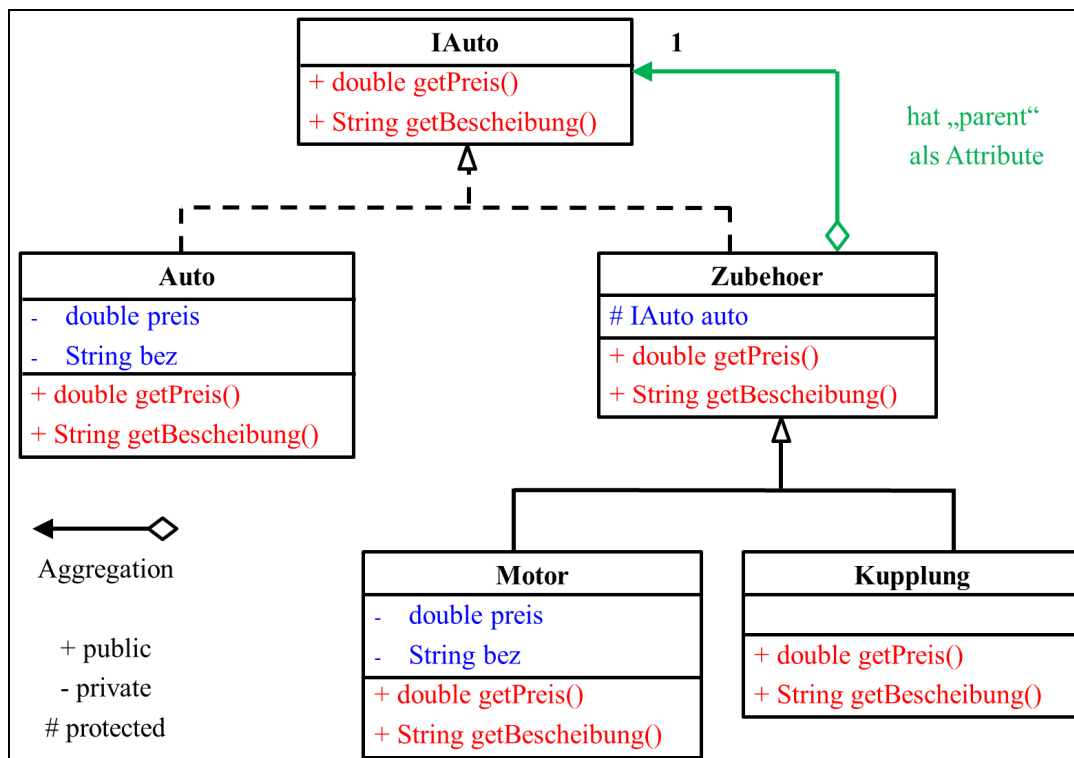 IAuto
1
+ double getPreis()
+ String getBescheibung()
hat „parent“
als Attribute
Auto
- double preis
- String bez
+ double getPreis()
+ String getBescheibung()
Zubehoer
# IAuto auto
+ double getPreis()
+ String getBescheibung()
Aggregation
+ public
- private
# protected
Motor
- double preis
- String bez
+ double getPreis()
+ String getBescheibung()
Kupplung
+ double getPreis()
+ String getBescheibung()